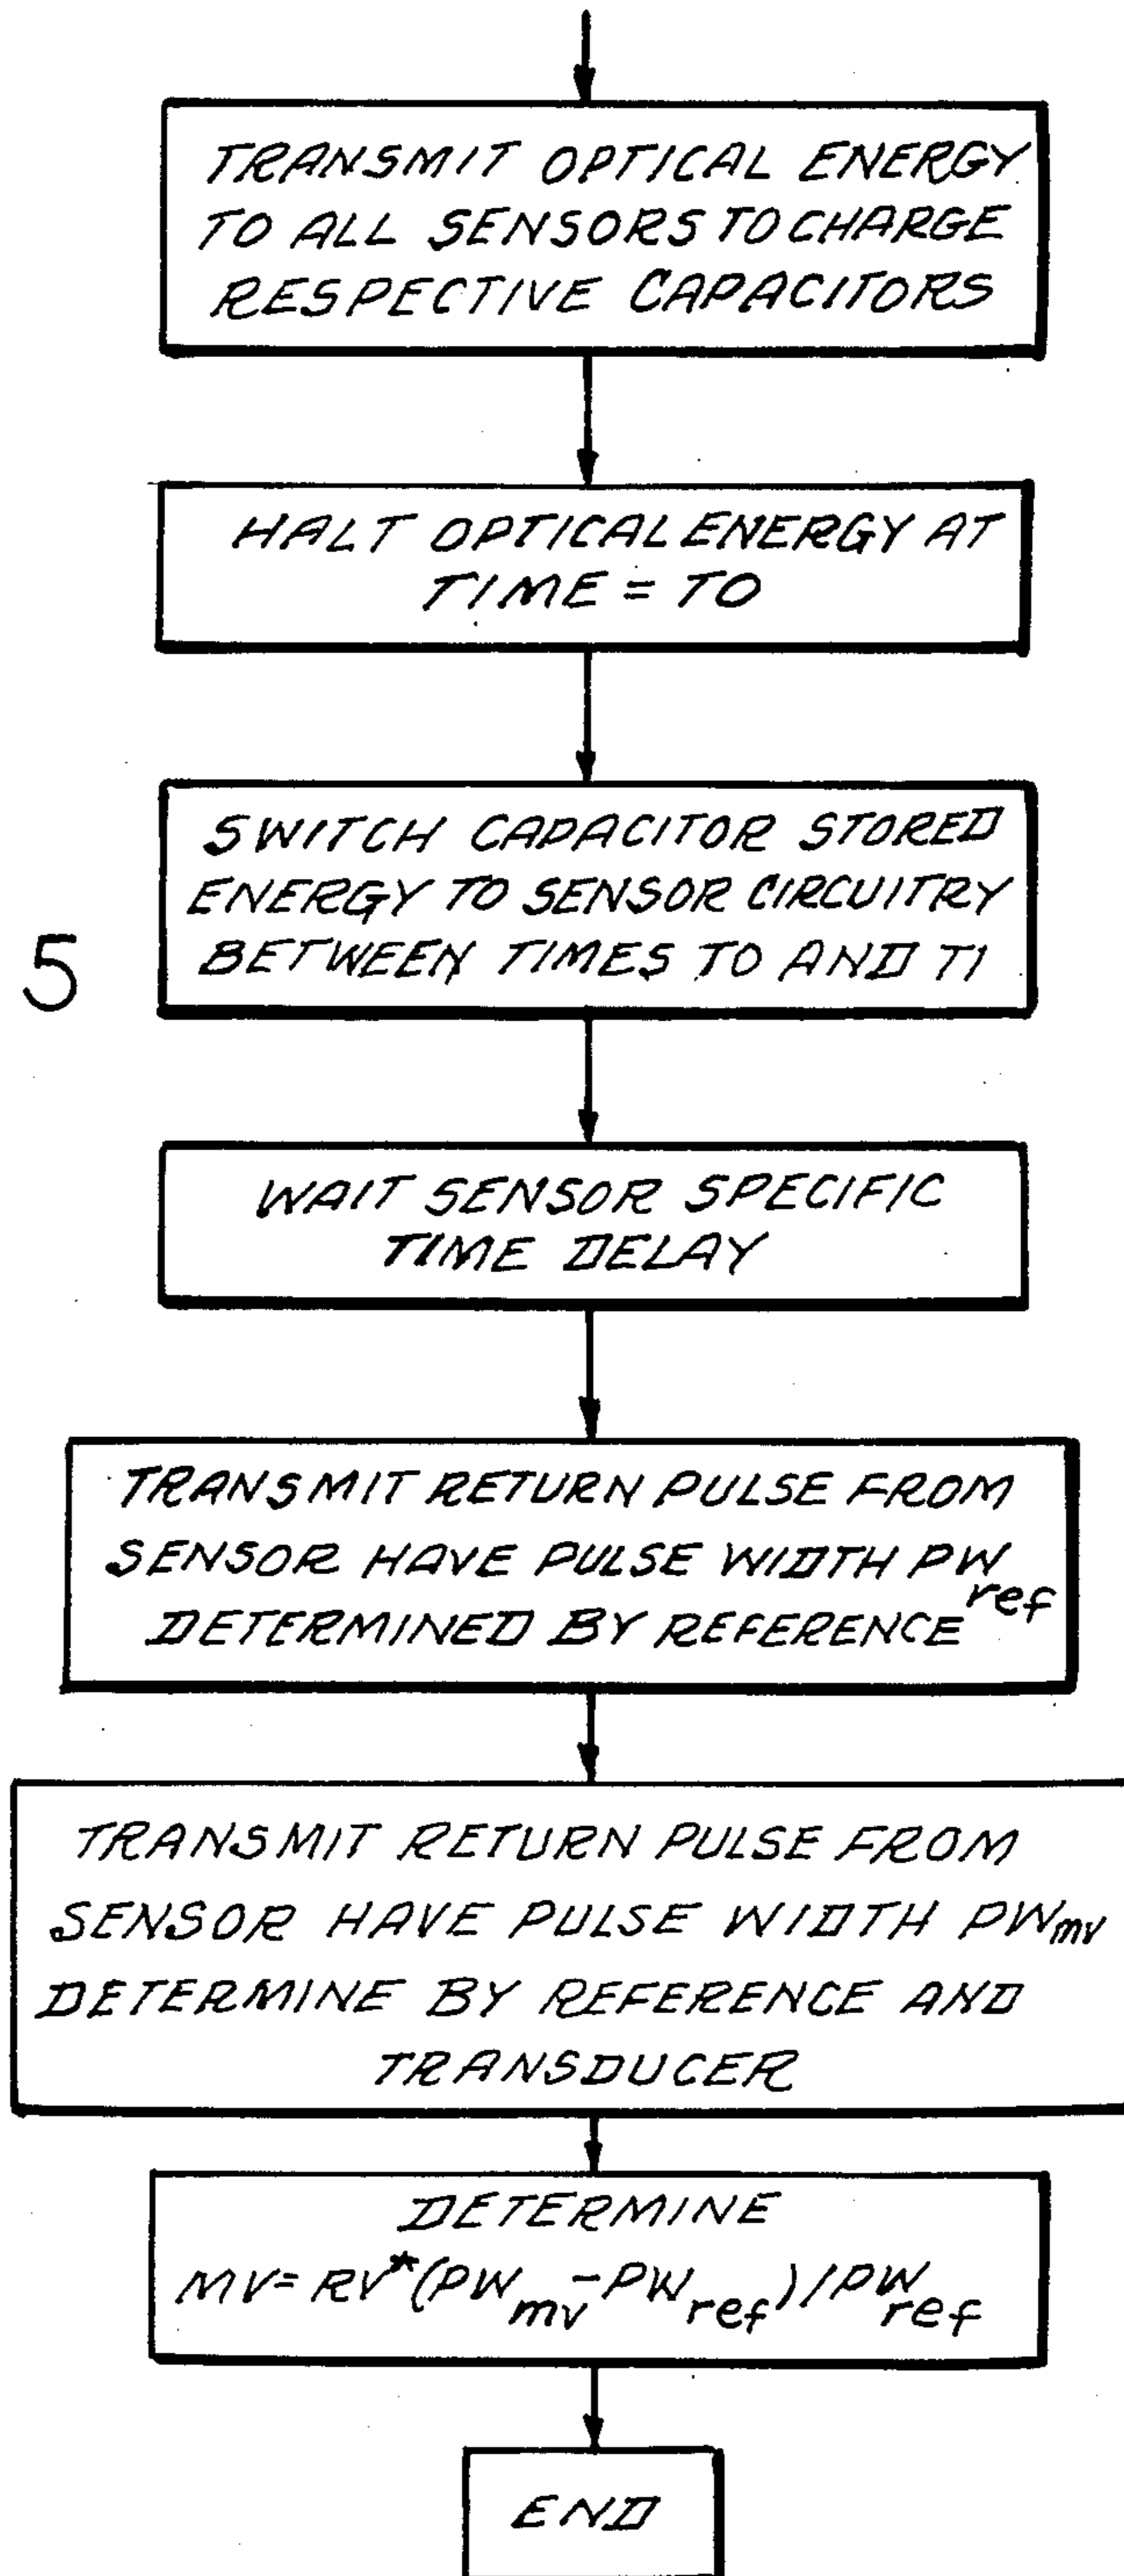 TRANSMIT OPTICAL ENERGY
TO ALL SENSORS TO CHARGE
RESPECTIVE CAPACITORS
HALT OPTICAL ENERGY AT
TIME = TO
SWITCH CAPACITOR STORED
ENERGY TO SENSOR CIRCUITRY
BETWEEN TIMES TO AND T1
5
WAIT SENSOR SPECIFIC
TIME DELAY
TRANSMIT RETURN PULSE FROM
SENSOR HAVE PULSE WIDTH PW ref
DETERMINED BY REFERENCE
TRANSMIT RETURN PULSE FROM
SENSOR HAVE PULSE WIDTH PWmv
DETERMINE BY REFERENCE AND
TRANSDUCER
DETERMINE
MV = RV*(PWmv-PWref)/PWref
END